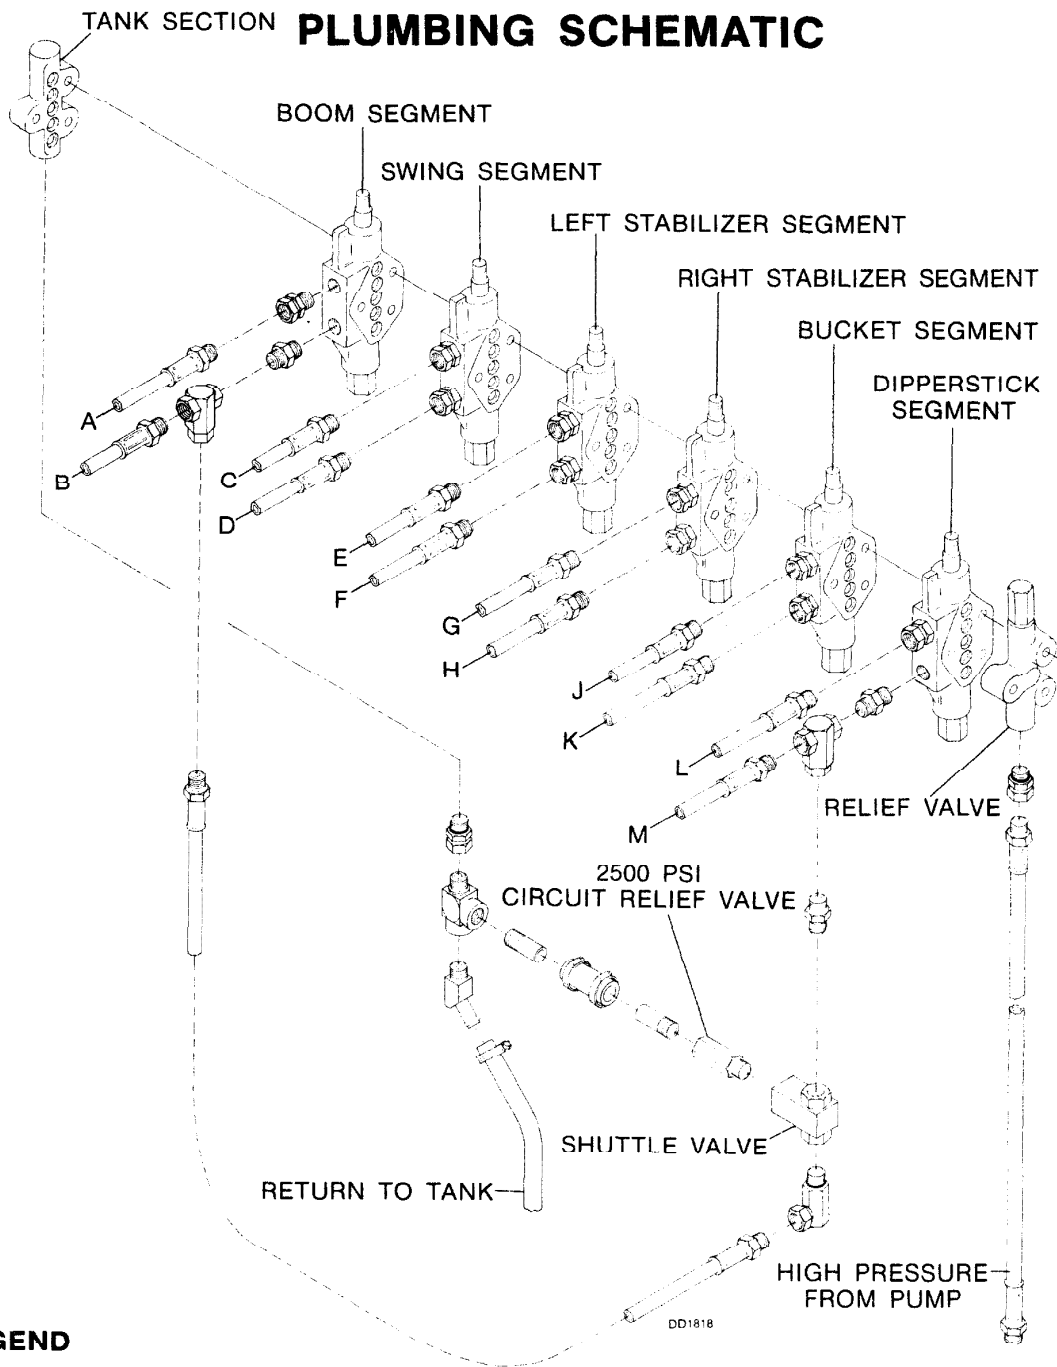 PLUMBING SCHEMATIC
TANK SECTION
BOOM SEGMENT
SWING SEGMENT
LEFT STABILIZER SEGMENT
RIGHT STABILIZER SEGMENT
BUCKET SEGMENT
DIPPERSTICK
SEGMENT
A
B
C
D
E
F
G
H
J
K
L
M
RELIEF VALVE
2500 PSI
CIRCUIT RELIEF VALVE
SHUTTLE VALVE
RETURN TO TANK
HIGH PRESSURE
FROM PUMP
DD1818
GEND